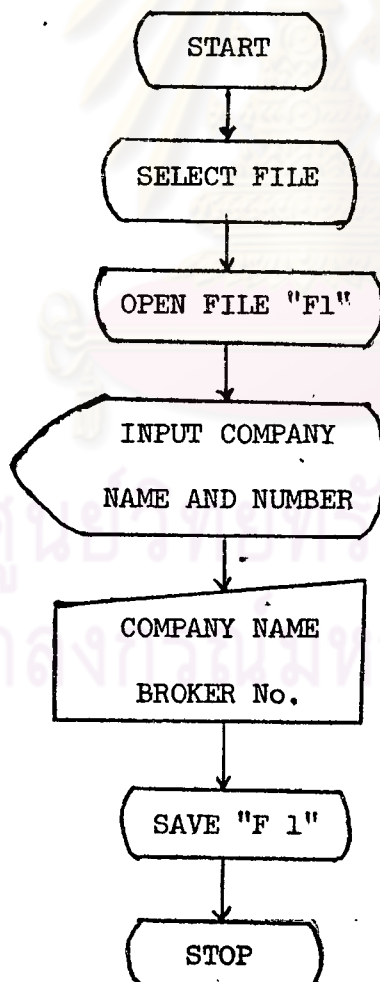 START
SELECT FILE
OPEN FILE "F1"
INPUT COMPANY
NAME AND NUMBER
COMPANY NAME
BROKER No.
SAVE "F 1"
STOP